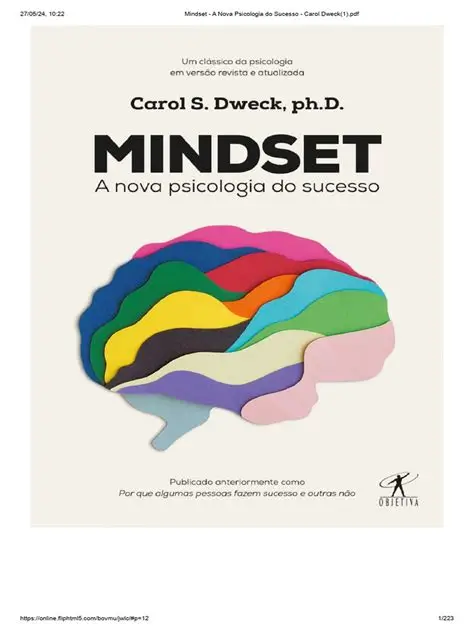 27/05/24, 10:22
Mindset - A Nova Psicologia do Sucesso - Carol Dweck(1).pdf
Um clássico da psicologia
em versão revista e atualizada
Carol S. Dweck, ph.D.
MINDSET
A nova psicologia do sucesso
Publicado anteriormente como
Por que algumas pessoas fazem sucesso e outras não
OBJETIVA
https://online.fliphtml5.com/bovmu/jwlc/#p=12
1/223